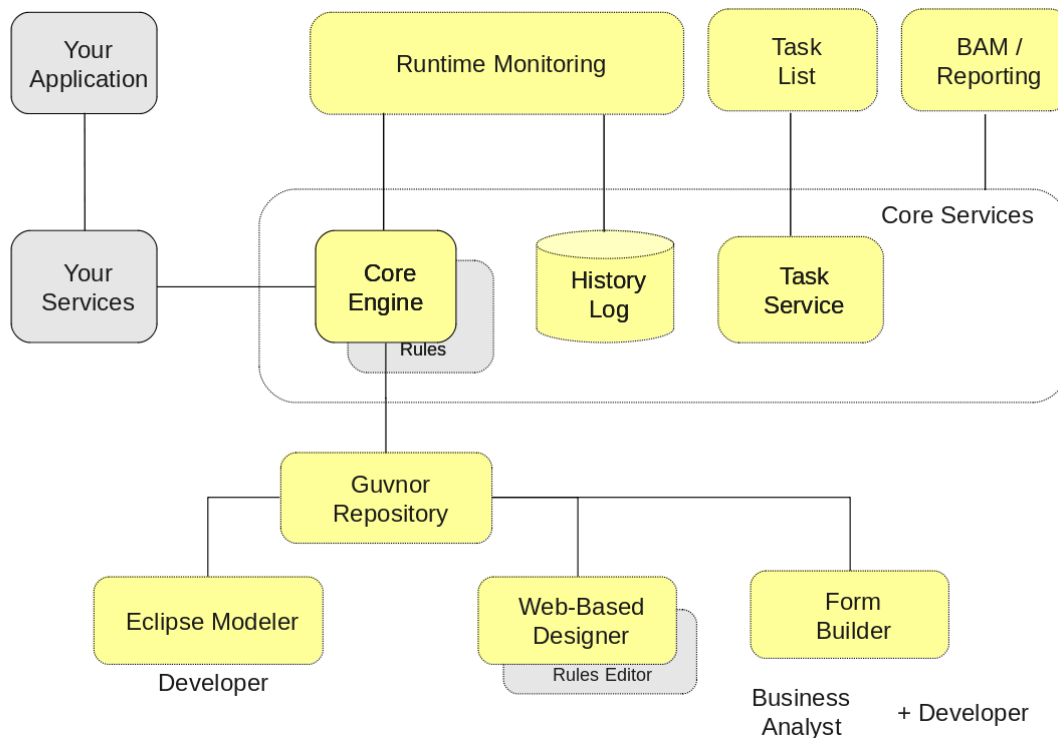 Your
Application
Runtime Monitoring
Task
List
BAM /
Reporting
Core Services
Your
Services
Core
Engine
Rules
History
Log
Task
Service
Guvnor
Repository
Eclipse Modeler
Developer
Web-Based
Designer
Rules Editor
Form
Builder
Business
Analyst
+ Developer